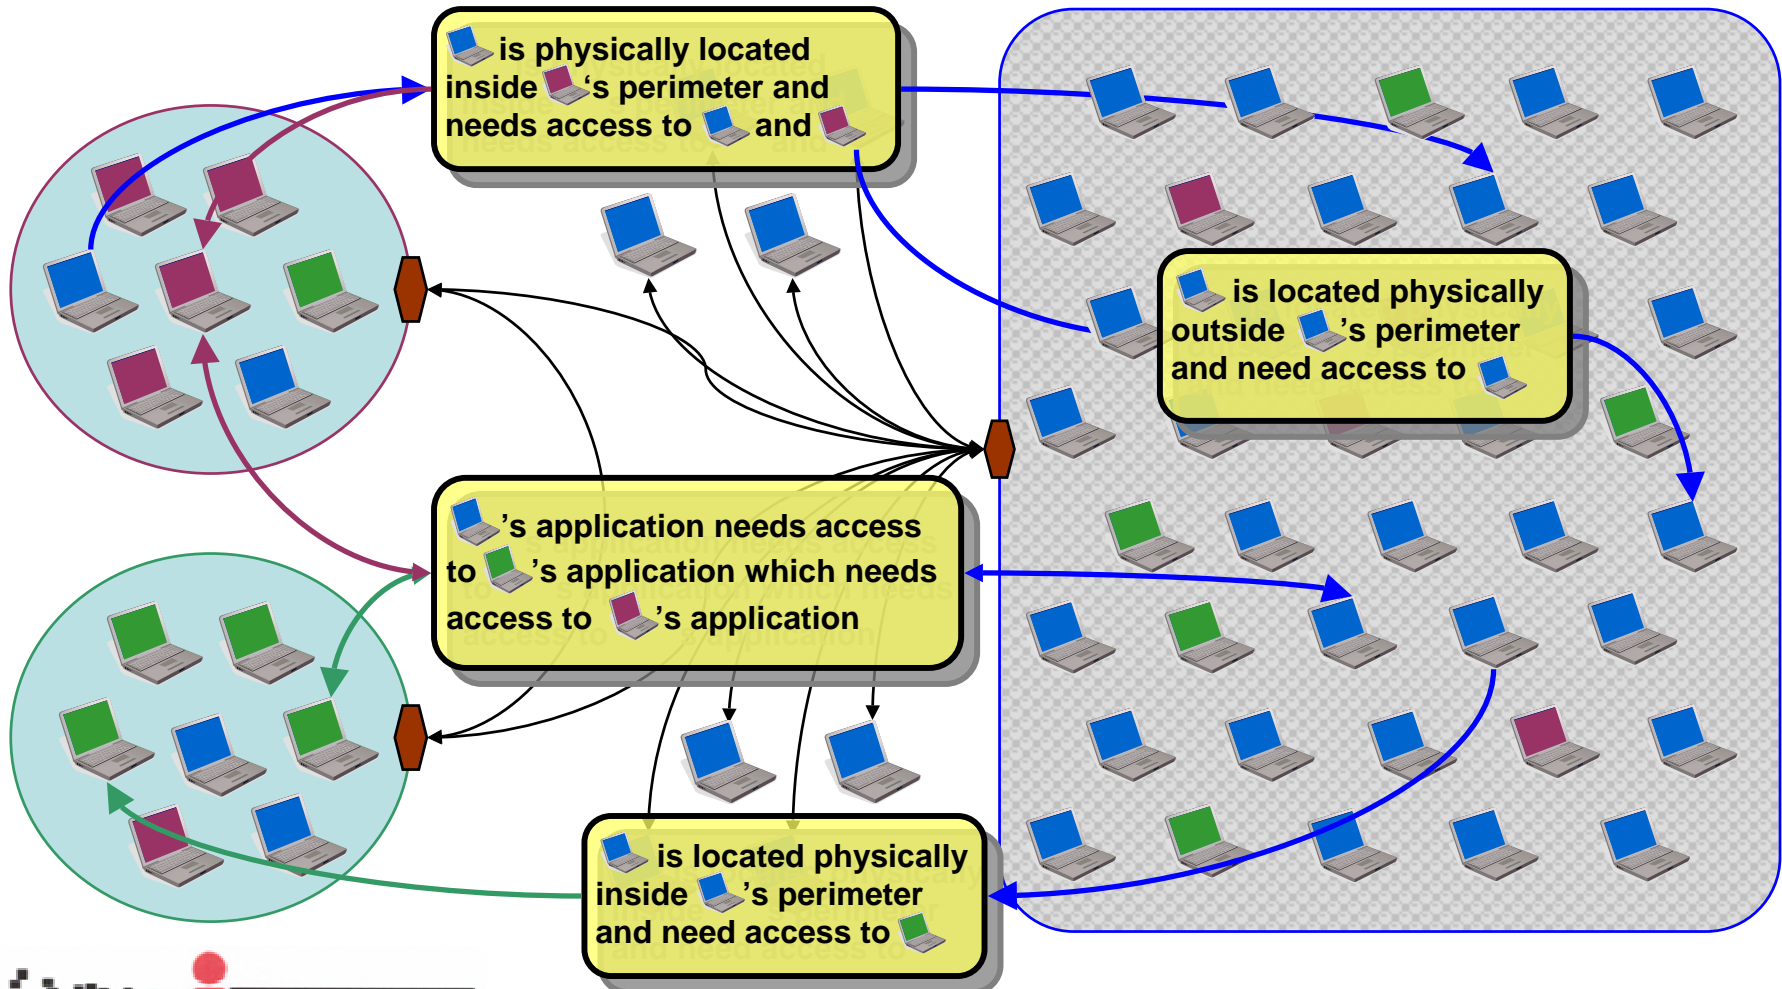 is physically located
inside 's perimeter and
needs access to and
is located physically
outside 's perimeter
and need access to
's application needs access
to 's application which needs
access to 's application
is located physically
inside 's perimeter
and need access to